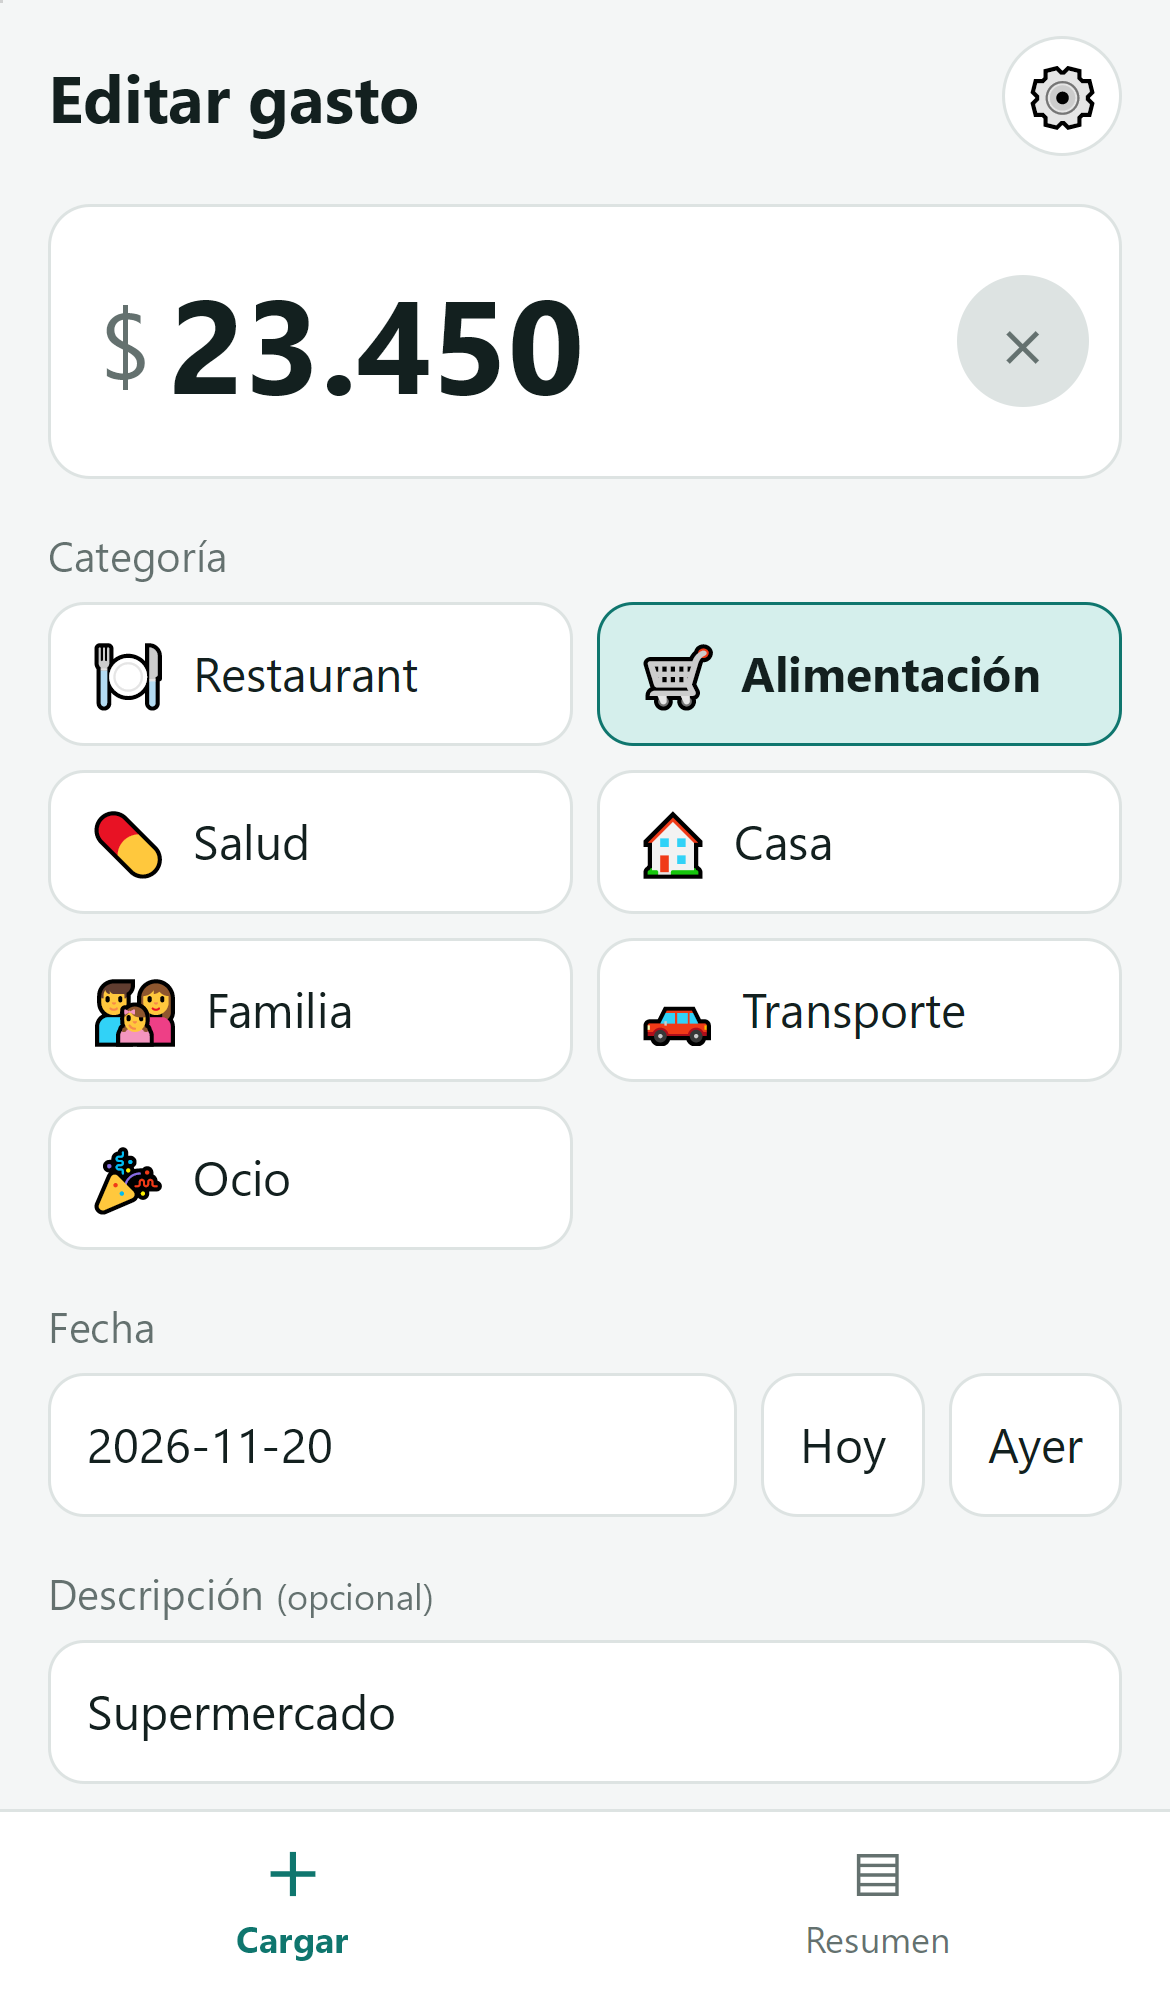 Editar gasto
$ 23.450 ×
Categoría
Restaurant
Alimentación
Salud
Casa
Familia
Transporte
Ocio
Fecha
2026-11-20 Hoy Ayer
Descripción (opcional)
Supermercado
Cargar Resumen